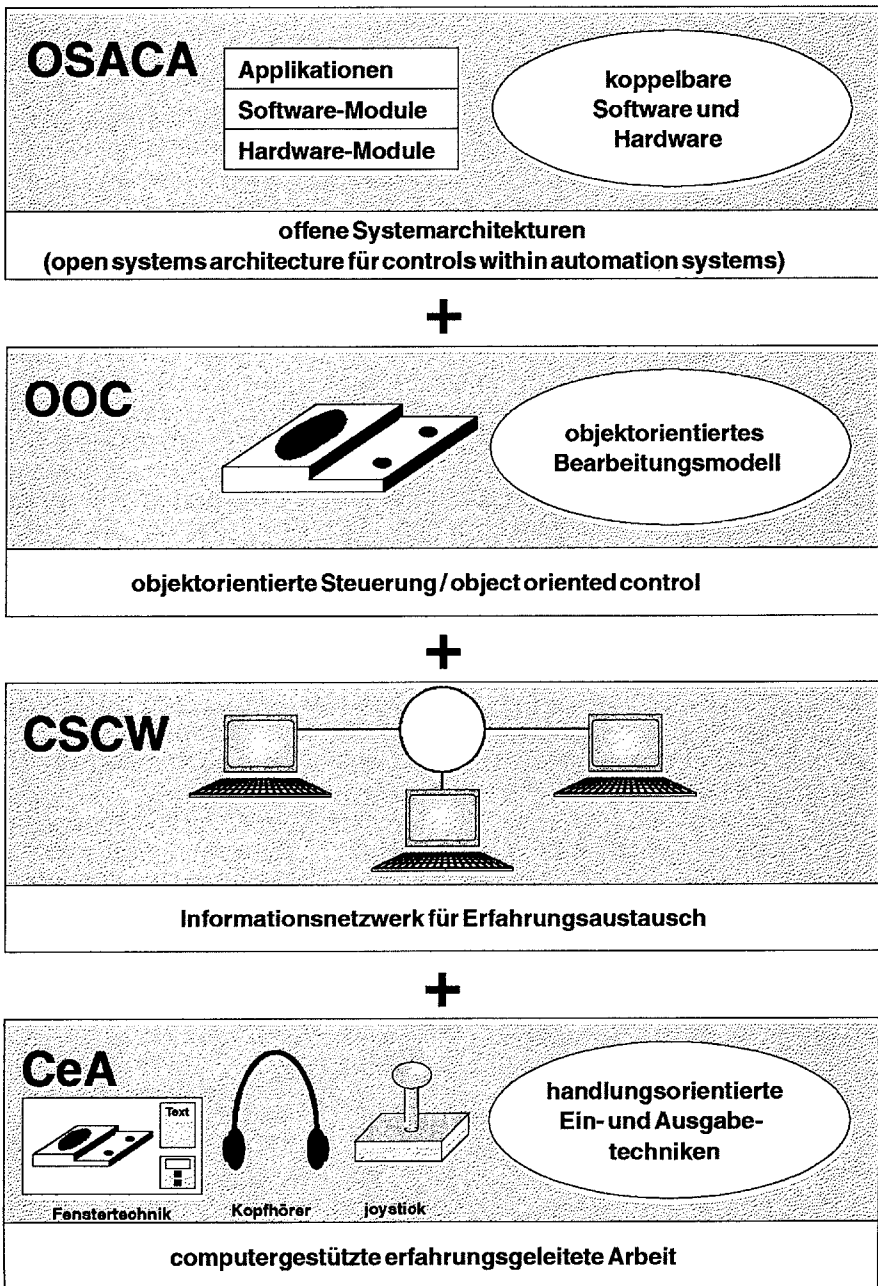 OSACA
Applikationen
Software-Module
Hardware-Module
koppelbare
Software und
Hardware
offene Systemarchitekturen
(open systems architecture für controls within automation systems)
+
OOC
objektorientiertes
Bearbeitungsmodell
objektorientierte Steuerung / object oriented control
+
CSCW
Informationsnetzwerk für Erfahrungsaustausch
+
CeA
Text
Fenstertechnik
Kopfhörer
joystick
handlungsorientierte
Ein- und Ausgabe-
techniken
computergestützte erfahrungsgeleitete Arbeit